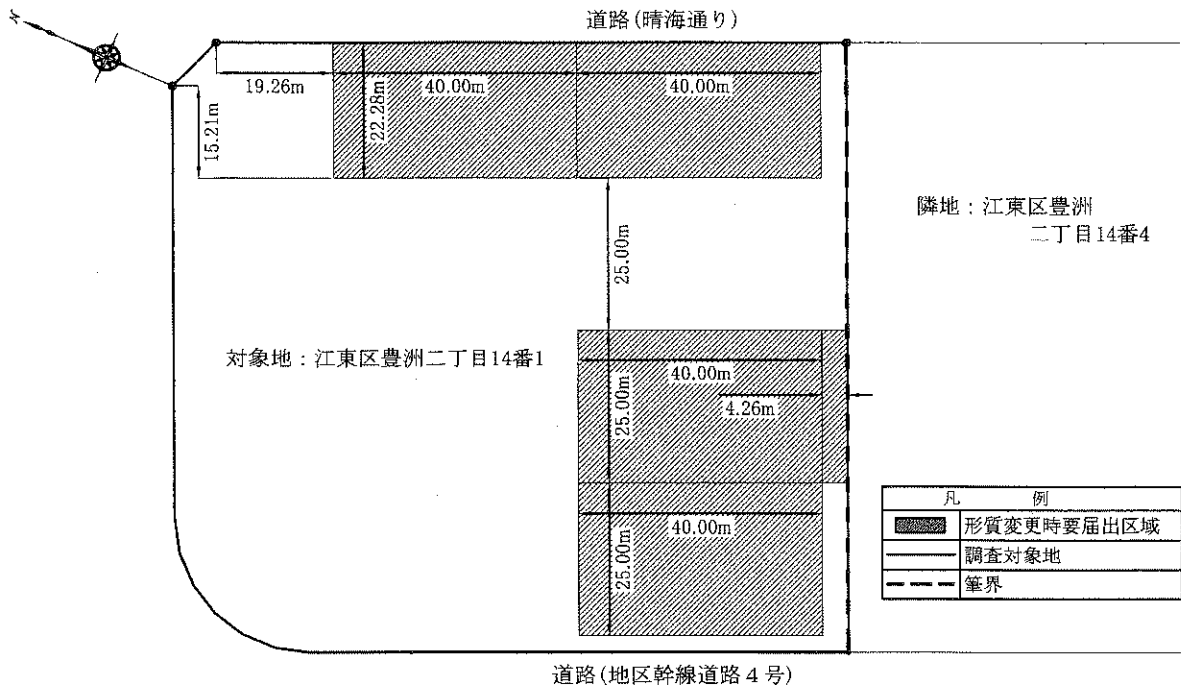 道路(晴海通り)
N
19.26m
40.00m
40.00m
22.28m
15.21m
25.00m
隣地：江東区豊洲
二丁目14番4
対象地：江東区豊洲二丁目14番1
40.00m
4.26m
25.00m
40.00m
25.00m
凡 例
形質変更時要届出区域
調査対象地
筆界
道路(地区幹線道路４号)